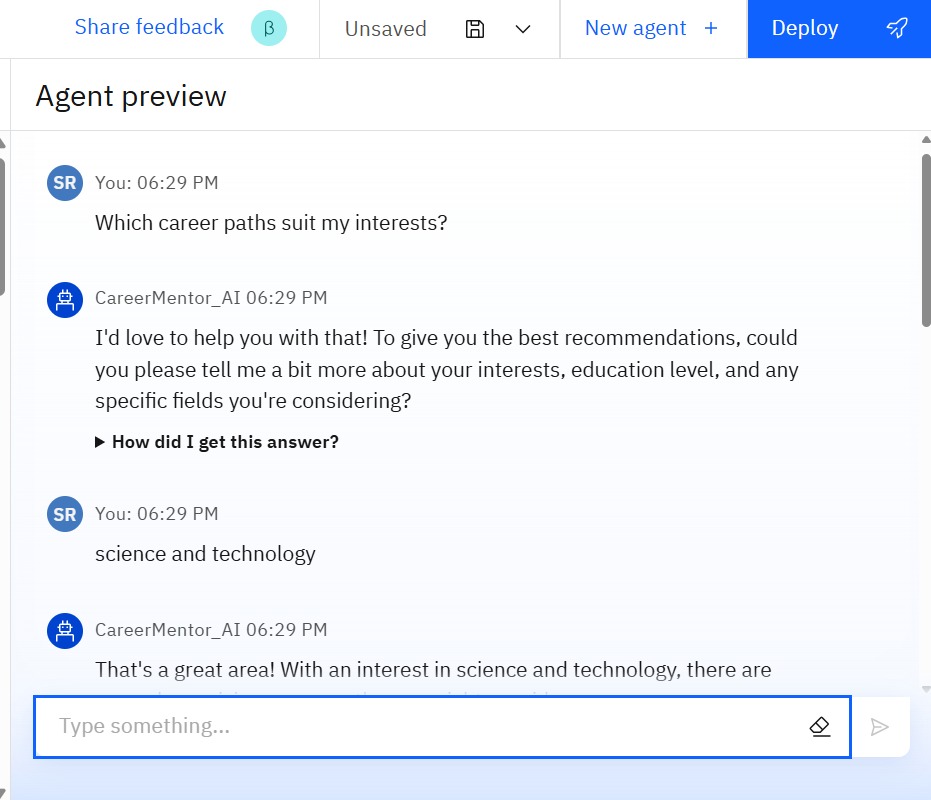 Share feedback β Unsaved New agent + Deploy
Agent preview
SR You: 06:29 PM
Which career paths suit my interests?
CareerMentor_AI 06:29 PM
I'd love to help you with that! To give you the best recommendations, could
you please tell me a bit more about your interests, education level, and any
specific fields you're considering?
How did I get this answer?
SR You: 06:29 PM
science and technology
CareerMentor_AI 06:29 PM
That's a great area! With an interest in science and technology, there are
Type something...